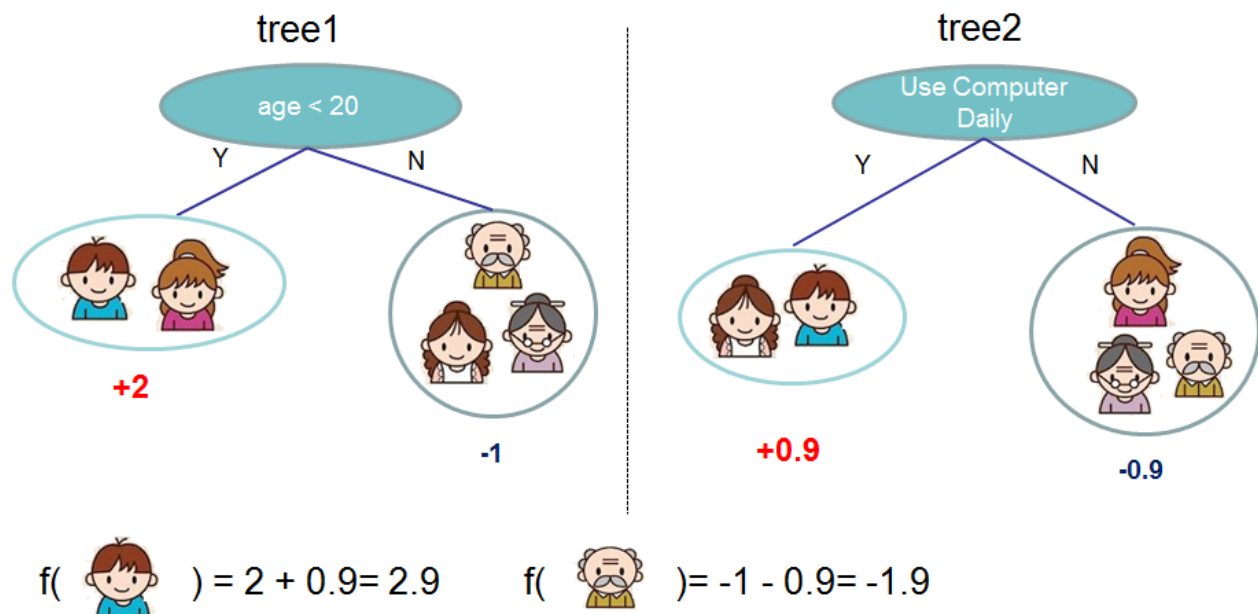 tree1
age < 20
Y
N
+2
-1
tree2
Use Computer
Daily
Y
N
+0.9
-0.9
f( ) = 2 + 0.9= 2.9
f( )= -1 - 0.9= -1.9